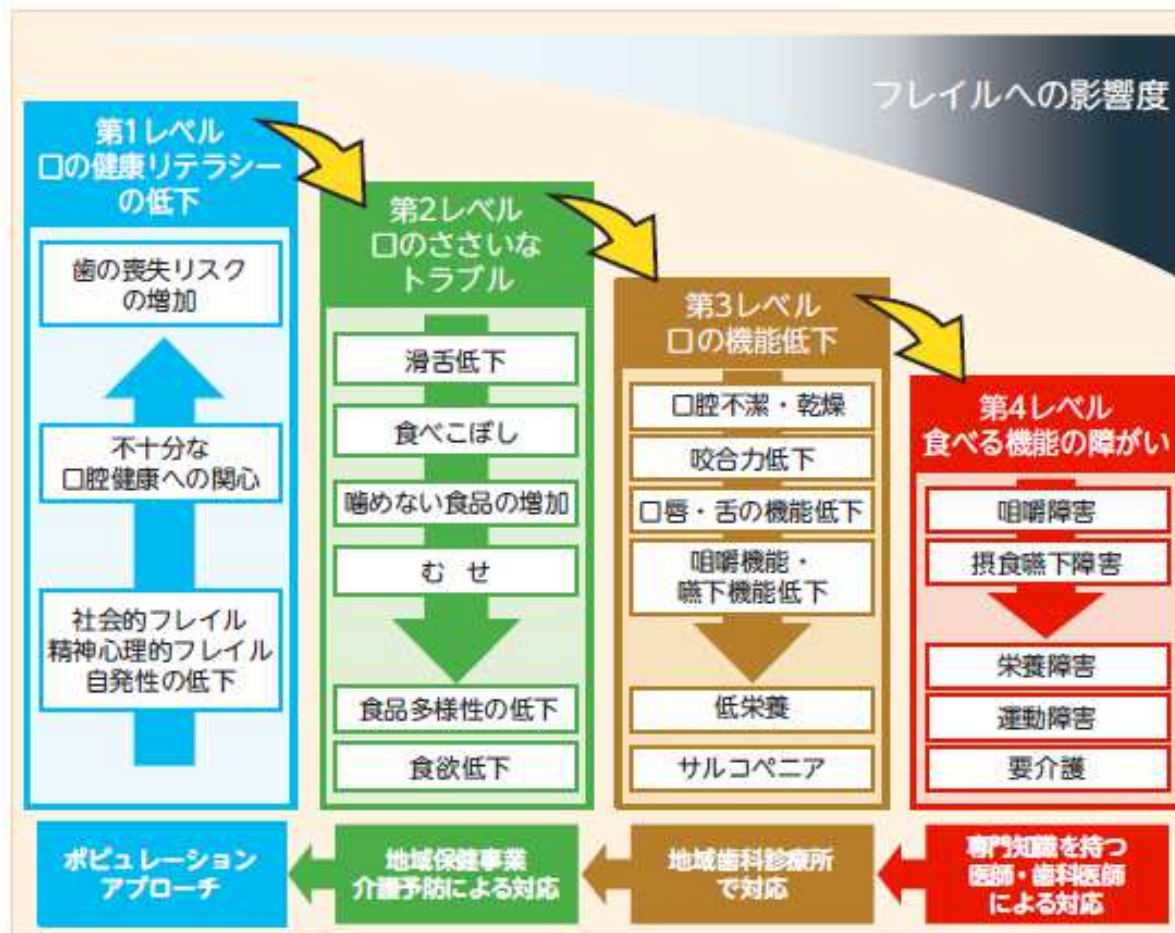 フレイルへの影響度
第1レベル
口の健康リテラシー
の低下
歯の喪失リスク
の増加
不十分な
口腔健康への関心
社会的フレイル
精神心理的フレイル
自発性の低下
ポピュレーション
アプローチ
第2レベル
口のささいな
トラブル
滑舌低下
食べこぼし
噛めない食品の増加
むせ
食品多様性の低下
食欲低下
地域保健事業
介護予防による対応
第3レベル
口の機能低下
口腔不潔・乾燥
咬合力低下
口唇・舌の機能低下
咀嚼機能・
嚥下機能低下
低栄養
サルコペニア
地域歯科診療所
で対応
第4レベル
食べる機能の障がい
咀嚼障害
摂食嚥下障害
栄養障害
運動障害
要介護
専門知識を持つ
医師・歯科医師
による対応